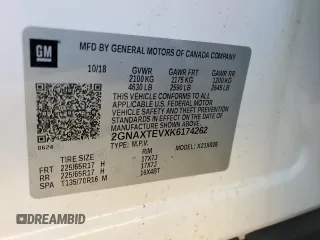 GM
MFD BY GENERAL MOTORS OF CANADA COMPANY
10/18 GVWR GAWR FRT GAWR RR
2100 KG 1175 KG 1200 KG
4630 LB 2590 LB 2645 LB
THIS VEHICLE CONFORMS TO ALL APPLICABLE
U.S. FEDERAL MOTOR VEHICLE SAFETY, BUMPER, AND
THEFT PREVENTION STANDARDS IN EFFECT ON THE
DATE OF MANUFACTURE SHOWN ABOVE.
2GNAXTEVXK6174262
0624 TYPE: M.P.V. MODEL:
TIRE SIZE RIM
FRT 225/65R17 H 17X7J
RR 225/65R17 H 17X7J
SPA T135/70R16 M 16X4BT